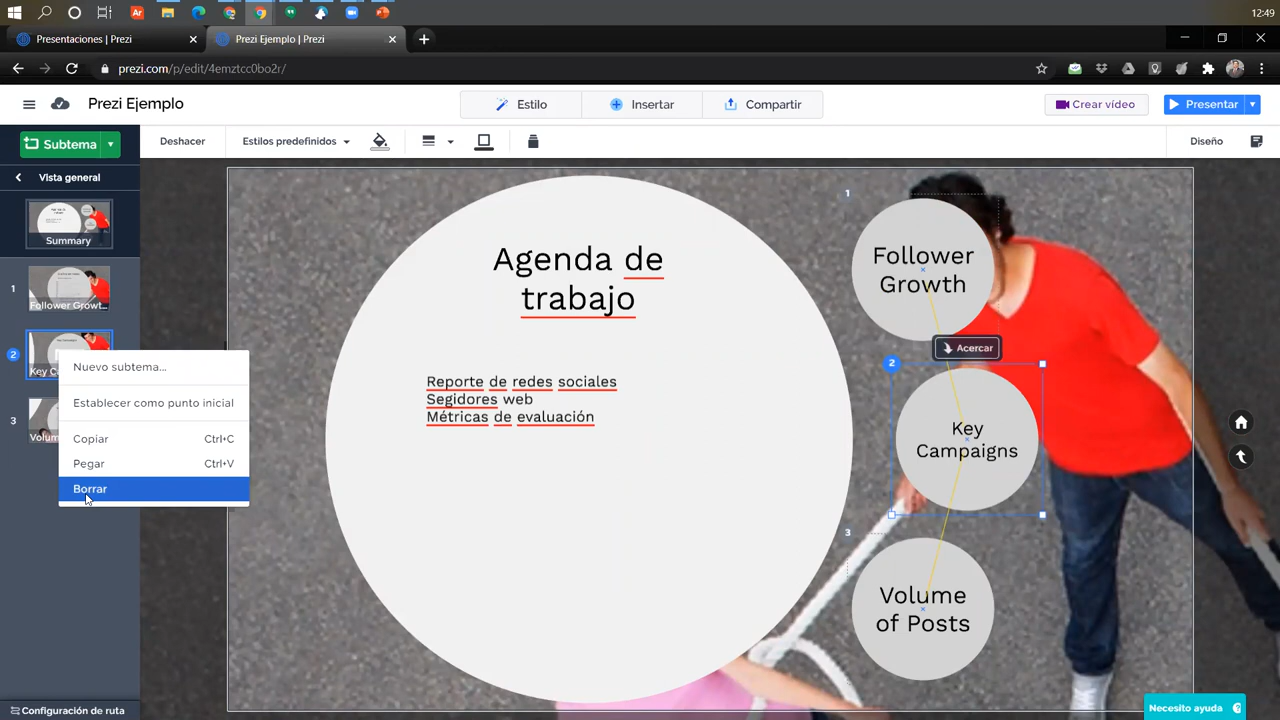 12:49
Presentaciones | Prezi
Prezi Ejemplo | Prezi
prezi.com/p/edit/4emztcc0bo2r/
Prezi Ejemplo
Estilo
Insertar
Compartir
Crear vídeo
Presentar
Subtema
Deshacer
Estilos predefinidos
Diseño
Vista general
Summary
1
Follower Growt...
2
Key C
3
Volum
Nuevo subtema...
Establecer como punto inicial
Copiar Ctrl+C
Pegar Ctrl+V
Borrar
Agenda de
trabajo
Reporte de redes sociales
Segidores web
Métricas de evaluación
1
Follower
Growth
Acercar
2
Key
Campaigns
3
Volume
of Posts
Configuración de ruta
Necesito ayuda